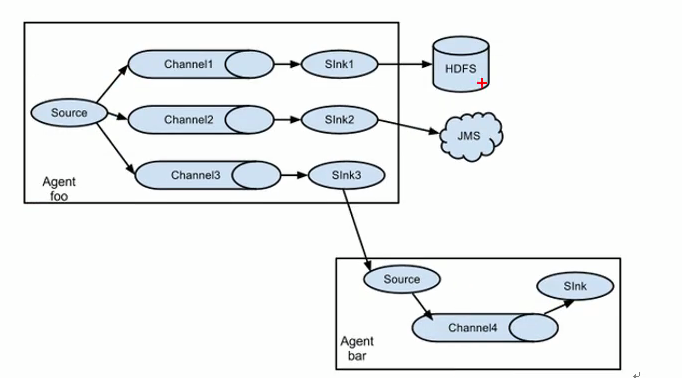 Channel1
SInk1
HDFS
Source
Channel2
SInk2
JMS
Channel3
SInk3
Agent
foo
Source
SInk
Channel4
Agent
bar